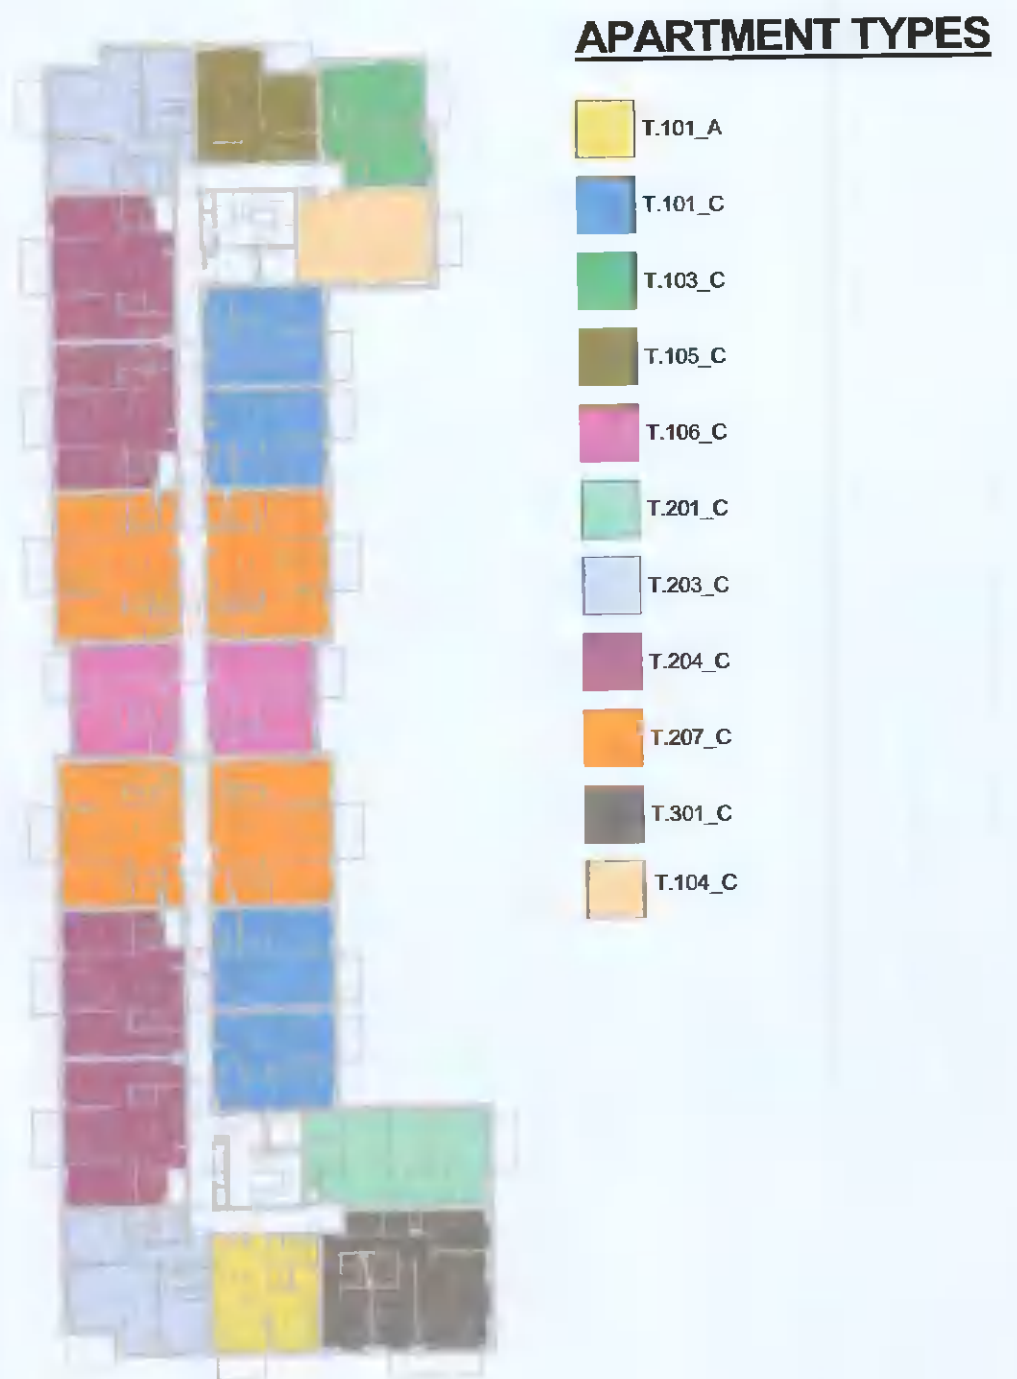 APARTMENT TYPES
T.101_A
T.101_C
T.103_C
T.105_C
T.106_C
T.201_C
T.203_C
T.204_C
T.207_C
T.301_C
T.104_C